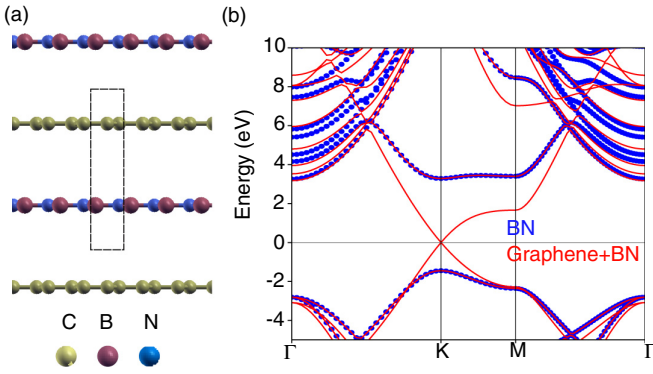 (a)
C B N
(b)
Energy (eV)
10
8
6
4
2
0
-2
-4
BN
Graphene+BN
Γ K M Γ